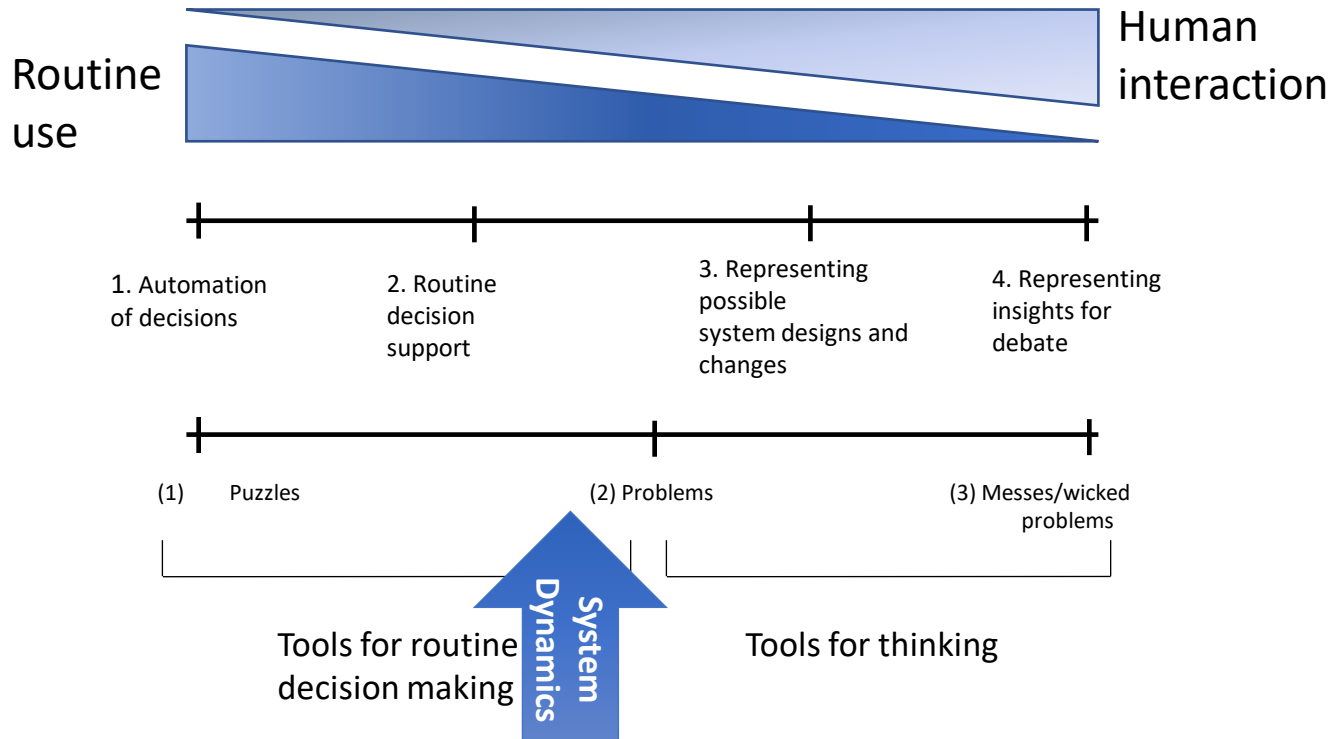 Routine
use
Human
interaction
1. Automation
of decisions
2. Routine
decision
support
3. Representing
possible
system designs and
changes
4. Representing
insights for
debate
(1) Puzzles
(2) Problems
(3) Messes/wicked
problems
Tools for routine
decision making
System
Dynamics
Tools for thinking